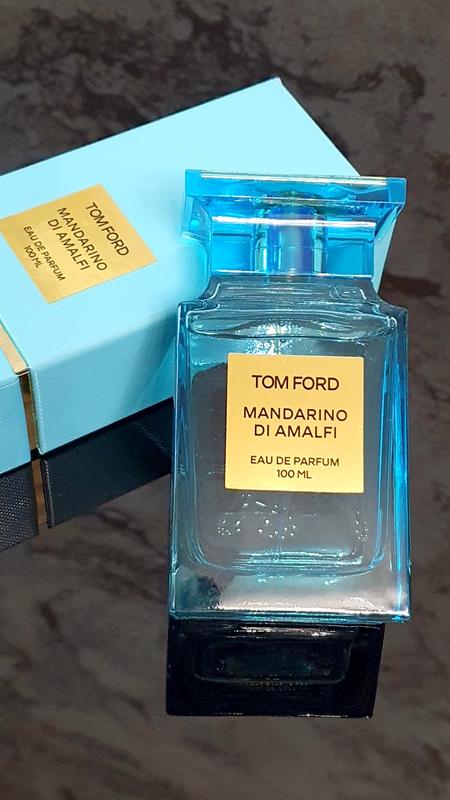 TOM FORD
MANDARINO
DI AMALFI
EAU DE PARFUM
100 ML
TOM FORD
MANDARINO
DI AMALFI
EAU DE PARFUM
100 ML